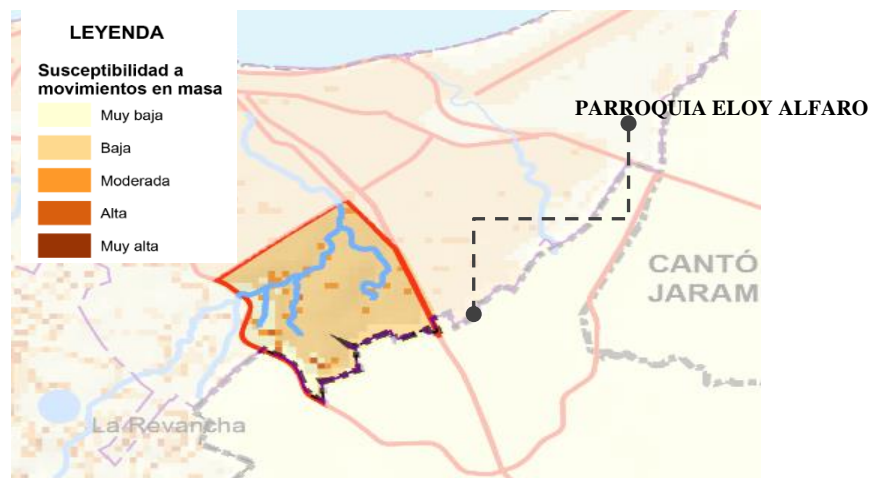 LEYENDA
Susceptibilidad a
movimientos en masa
Muy baja
Baja
Moderada
Alta
Muy alta
PARROQUIA ELOY ALFARO
CANTÓ
JARAM
La Revancha